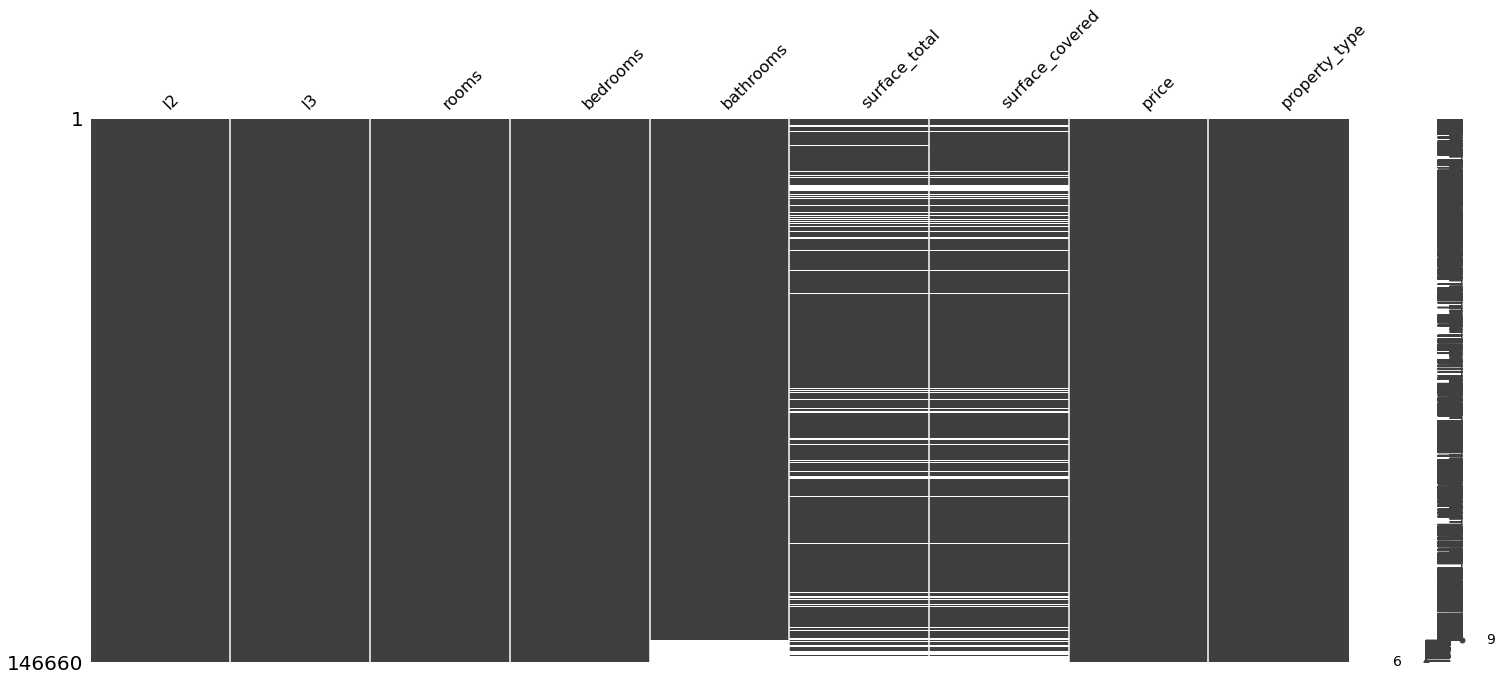 l2
l3
rooms
bedrooms
bathrooms
surface_total
surface_covered
price
property_type
1
146660
9
6